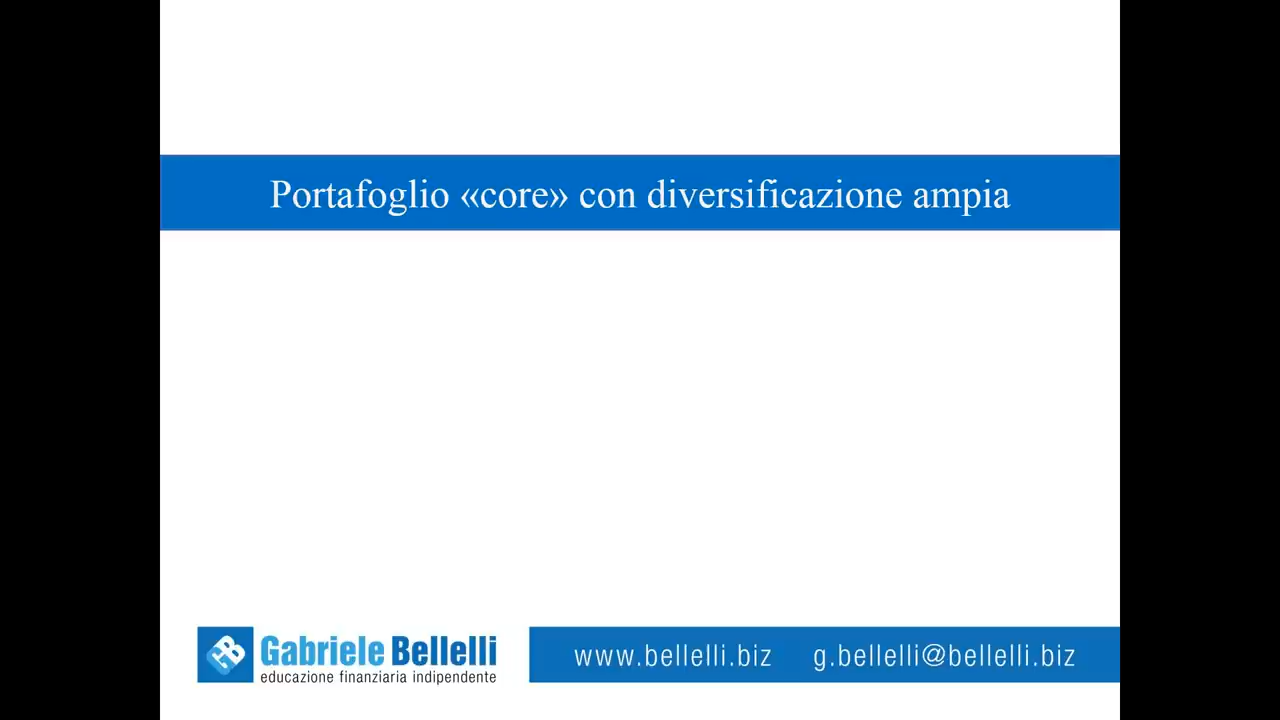 Portafoglio «core» con diversificazione ampia
Gabriele Bellelli
educazione finanziaria indipendente
www.bellelli.biz g.bellelli@bellelli.biz